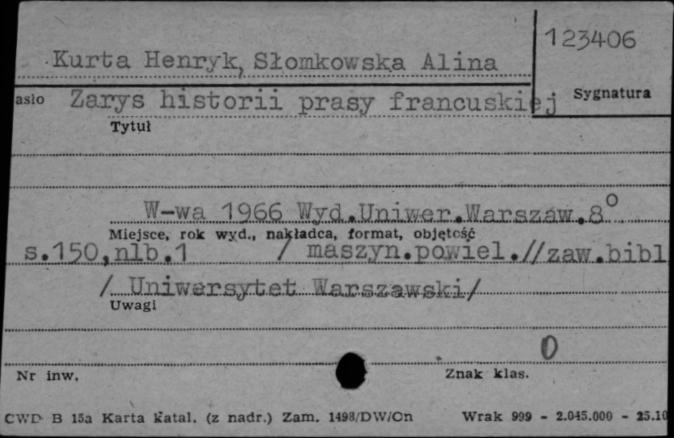 123406
Kurta Henryk, Słomkowska Alina
Sygnatura
asło Zarys historii prasy francuskiej
Tytuł
W-wa 1966 Wyd.Uniwer.Warszaw.8°
Miejsce, rok wyd., nakładca, format, objętość
s.150,nlb.1 / maszyn.powiel.//zaw.bibl
/ Uniwersytet Warszawski/
Uwagi
0
Nr inw. Znak klas.
CWD B 15a Karta katal. (z nadr.) Zam. 1498/DW/On Wrak 999 - 2.045.000 - 25.10